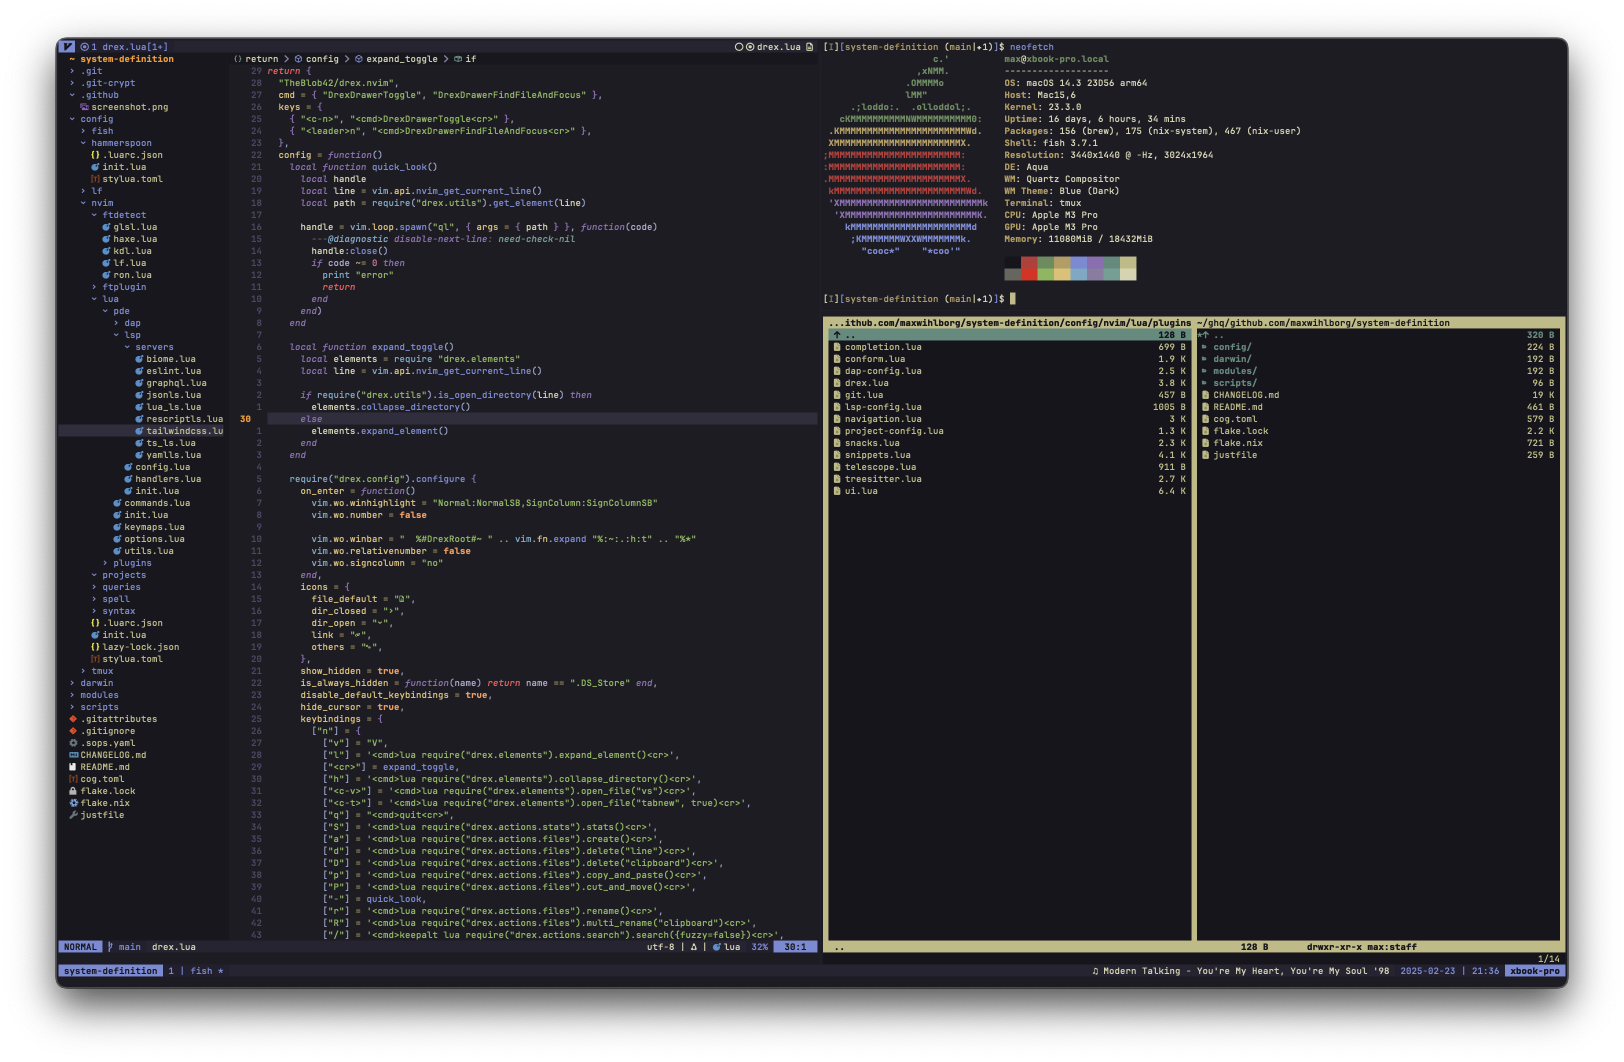 1 drex.lua[1+]
drex.lua
~ system-definition
.git
.git-crypt
.github
screenshot.png
config
fish
hammerspoon
{} .luarc.json
init.lua
[T] stylua.toml
lf
nvim
ftdetect
glsl.lua
haxe.lua
kdl.lua
lf.lua
ron.lua
ftplugin
lua
pde
dap
lsp
servers
biome.lua
eslint.lua
graphql.lua
jsonls.lua
lua_ls.lua
rescriptls.lua
tailwindcss.lu
ts_ls.lua
yamlls.lua
config.lua
handlers.lua
init.lua
commands.lua
init.lua
keymaps.lua
options.lua
utils.lua
plugins
projects
queries
spell
syntax
{} .luarc.json
init.lua
{} lazy-lock.json
[T] stylua.toml
tmux
darwin
modules
scripts
.gitattributes
.gitignore
.sops.yaml
CHANGELOG.md
README.md
[T] cog.toml
flake.lock
flake.nix
justfile
return > config > expand_toggle > if
29 return {
28 "TheBlob42/drex.nvim",
27 cmd = { "DrexDrawerToggle", "DrexDrawerFindFileAndFocus" },
26 keys = {
25 { "<c-n>", "<cmd>DrexDrawerToggle<cr>" },
24 { "<leader>n", "<cmd>DrexDrawerFindFileAndFocus<cr>" },
23 },
22 config = function()
21 local function quick_look()
20 local handle
19 local line = vim.api.nvim_get_current_line()
18 local path = require("drex.utils").get_element(line)
17
16 handle = vim.loop.spawn("ql", { args = { path } }, function(code)
15 ---@diagnostic disable-next-line: need-check-nil
14 handle:close()
13 if code ~= 0 then
12 print "error"
11 return
10 end
9 end)
8 end
7
6 local function expand_toggle()
5 local elements = require "drex.elements"
4 local line = vim.api.nvim_get_current_line()
3
2 if require("drex.utils").is_open_directory(line) then
1 elements.collapse_directory()
30 else
1 elements.expand_element()
2 end
3 end
4
5 require("drex.config").configure {
6 on_enter = function()
7 vim.wo.winhighlight = "Normal:NormalSB,SignColumn:SignColumnSB"
8 vim.wo.number = false
9
10 vim.wo.winbar = "  %#DrexRoot#~ " .. vim.fn.expand "%:~:.:h:t" .. "%*"
11 vim.wo.relativenumber = false
12 vim.wo.signcolumn = "no"
13 end,
14 icons = {
15 file_default = "",
16 dir_closed = "›",
17 dir_open = "⌄",
18 link = "",
19 others = "",
20 },
21 show_hidden = true,
22 is_always_hidden = function(name) return name == ".DS_Store" end,
23 disable_default_keybindings = true,
24 hide_cursor = true,
25 keybindings = {
26 ["n"] = {
27 ["v"] = "V",
28 ["l"] = '<cmd>lua require("drex.elements").expand_element()<cr>',
29 ["<cr>"] = expand_toggle,
30 ["h"] = '<cmd>lua require("drex.elements").collapse_directory()<cr>',
31 ["<c-v>"] = '<cmd>lua require("drex.elements").open_file("vs")<cr>',
32 ["<c-t>"] = '<cmd>lua require("drex.elements").open_file("tabnew", true)<cr>',
33 ["q"] = "<cmd>quit<cr>",
34 ["S"] = '<cmd>lua require("drex.actions.stats").stats()<cr>',
35 ["a"] = '<cmd>lua require("drex.actions.files").create()<cr>',
36 ["d"] = '<cmd>lua require("drex.actions.files").delete("line")<cr>',
37 ["D"] = '<cmd>lua require("drex.actions.files").delete("clipboard")<cr>',
38 ["p"] = '<cmd>lua require("drex.actions.files").copy_and_paste()<cr>',
39 ["P"] = '<cmd>lua require("drex.actions.files").cut_and_move()<cr>',
40 ["-"] = quick_look,
41 ["r"] = '<cmd>lua require("drex.actions.files").rename()<cr>',
42 ["R"] = '<cmd>lua require("drex.actions.files").multi_rename("clipboard")<cr>',
43 ["/"] = '<cmd>keepalt lua require("drex.actions.search").search({fuzzy=false})<cr>',
NORMAL main drex.lua utf-8 | Δ | lua 32% 30:1
[I][system-definition (main|+1)]$ neofetch
c.'
,xNMM.
.OMMMMo
lMM"
.;loddo:. .olloddol;.
cKMMMMMMMMMMNWMMMMMMMMMM0:
.KMMMMMMMMMMMMMMMMMMMMMMMWd.
XMMMMMMMMMMMMMMMMMMMMMMMX.
;MMMMMMMMMMMMMMMMMMMMMMMM:
:MMMMMMMMMMMMMMMMMMMMMMMM:
.MMMMMMMMMMMMMMMMMMMMMMMMX.
kMMMMMMMMMMMMMMMMMMMMMMMMWd.
'XMMMMMMMMMMMMMMMMMMMMMMMMMMk
'XMMMMMMMMMMMMMMMMMMMMMMMMK.
kMMMMMMMMMMMMMMMMMMMMMMd
;KMMMMMMMWXXWMMMMMMMk.
"cooc*" "*coo'"
max@xbook-pro.local
-------------------
OS: macOS 14.3 23D56 arm64
Host: Mac15,6
Kernel: 23.3.0
Uptime: 16 days, 6 hours, 34 mins
Packages: 156 (brew), 175 (nix-system), 467 (nix-user)
Shell: fish 3.7.1
Resolution: 3440x1440 @ -Hz, 3024x1964
DE: Aqua
WM: Quartz Compositor
WM Theme: Blue (Dark)
Terminal: tmux
CPU: Apple M3 Pro
GPU: Apple M3 Pro
Memory: 11080MiB / 18432MiB
[I][system-definition (main|+1)]$
...ithub.com/maxwihlborg/system-definition/config/nvim/lua/plugins
↑ .. 128 B
completion.lua 699 B
conform.lua 1.9 K
dap-config.lua 2.5 K
drex.lua 3.8 K
git.lua 457 B
lsp-config.lua 1005 B
navigation.lua 3 K
project-config.lua 1.3 K
snacks.lua 2.3 K
snippets.lua 4.1 K
telescope.lua 911 B
treesitter.lua 2.7 K
ui.lua 6.4 K
~/ghq/github.com/maxwihlborg/system-definition
*↑ .. 320 B
config/ 224 B
darwin/ 192 B
modules/ 192 B
scripts/ 96 B
CHANGELOG.md 19 K
README.md 461 B
cog.toml 579 B
flake.lock 2.2 K
flake.nix 721 B
justfile 259 B
.. 128 B drwxr-xr-x max:staff
1/14
system-definition 1 | fish * ♫ Modern Talking - You're My Heart, You're My Soul '98 2025-02-23 | 21:36 xbook-pro